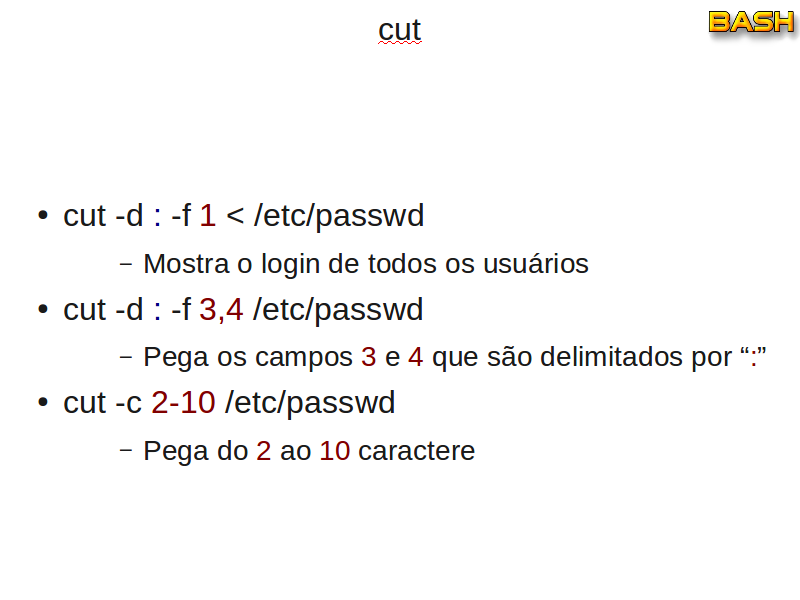 cut
BASH
• cut -d : -f 1 < /etc/passwd
– Mostra o login de todos os usuários
• cut -d : -f 3,4 /etc/passwd
– Pega os campos 3 e 4 que são delimitados por “:”
• cut -c 2-10 /etc/passwd
– Pega do 2 ao 10 caractere